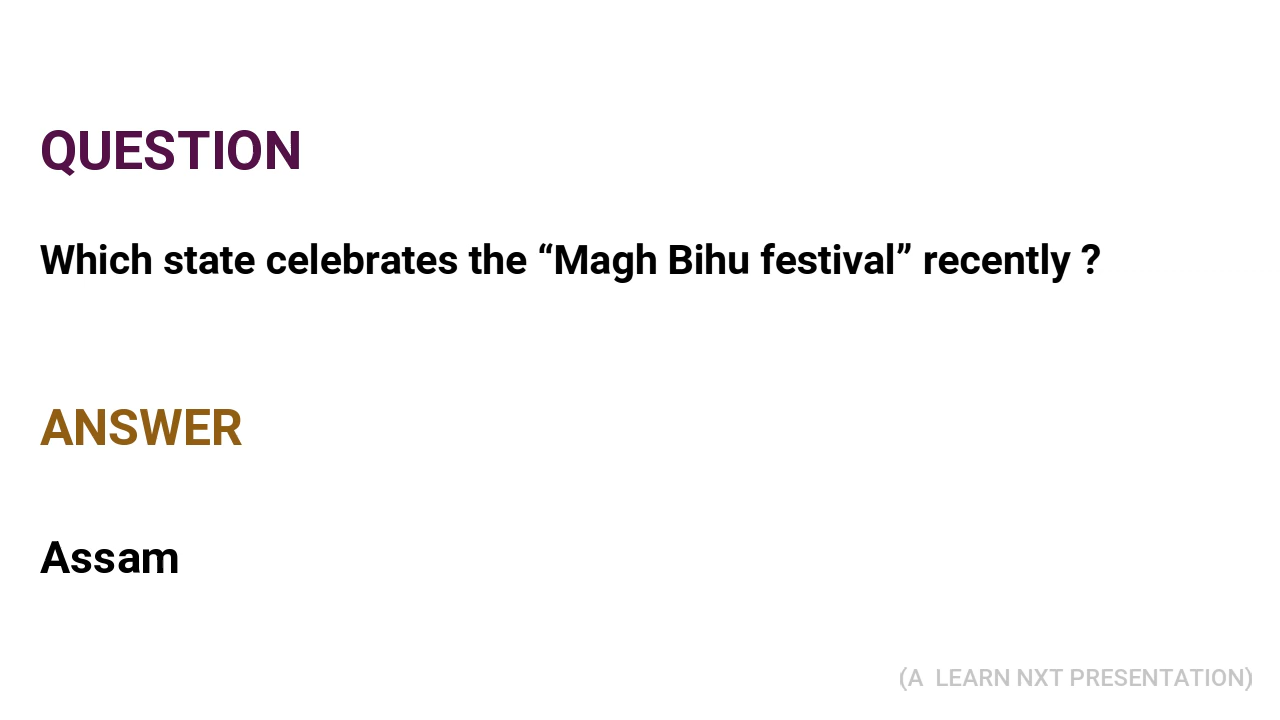 QUESTION
Which state celebrates the “Magh Bihu festival” recently ?
ANSWER
Assam
(A  LEARN NXT PRESENTATION)